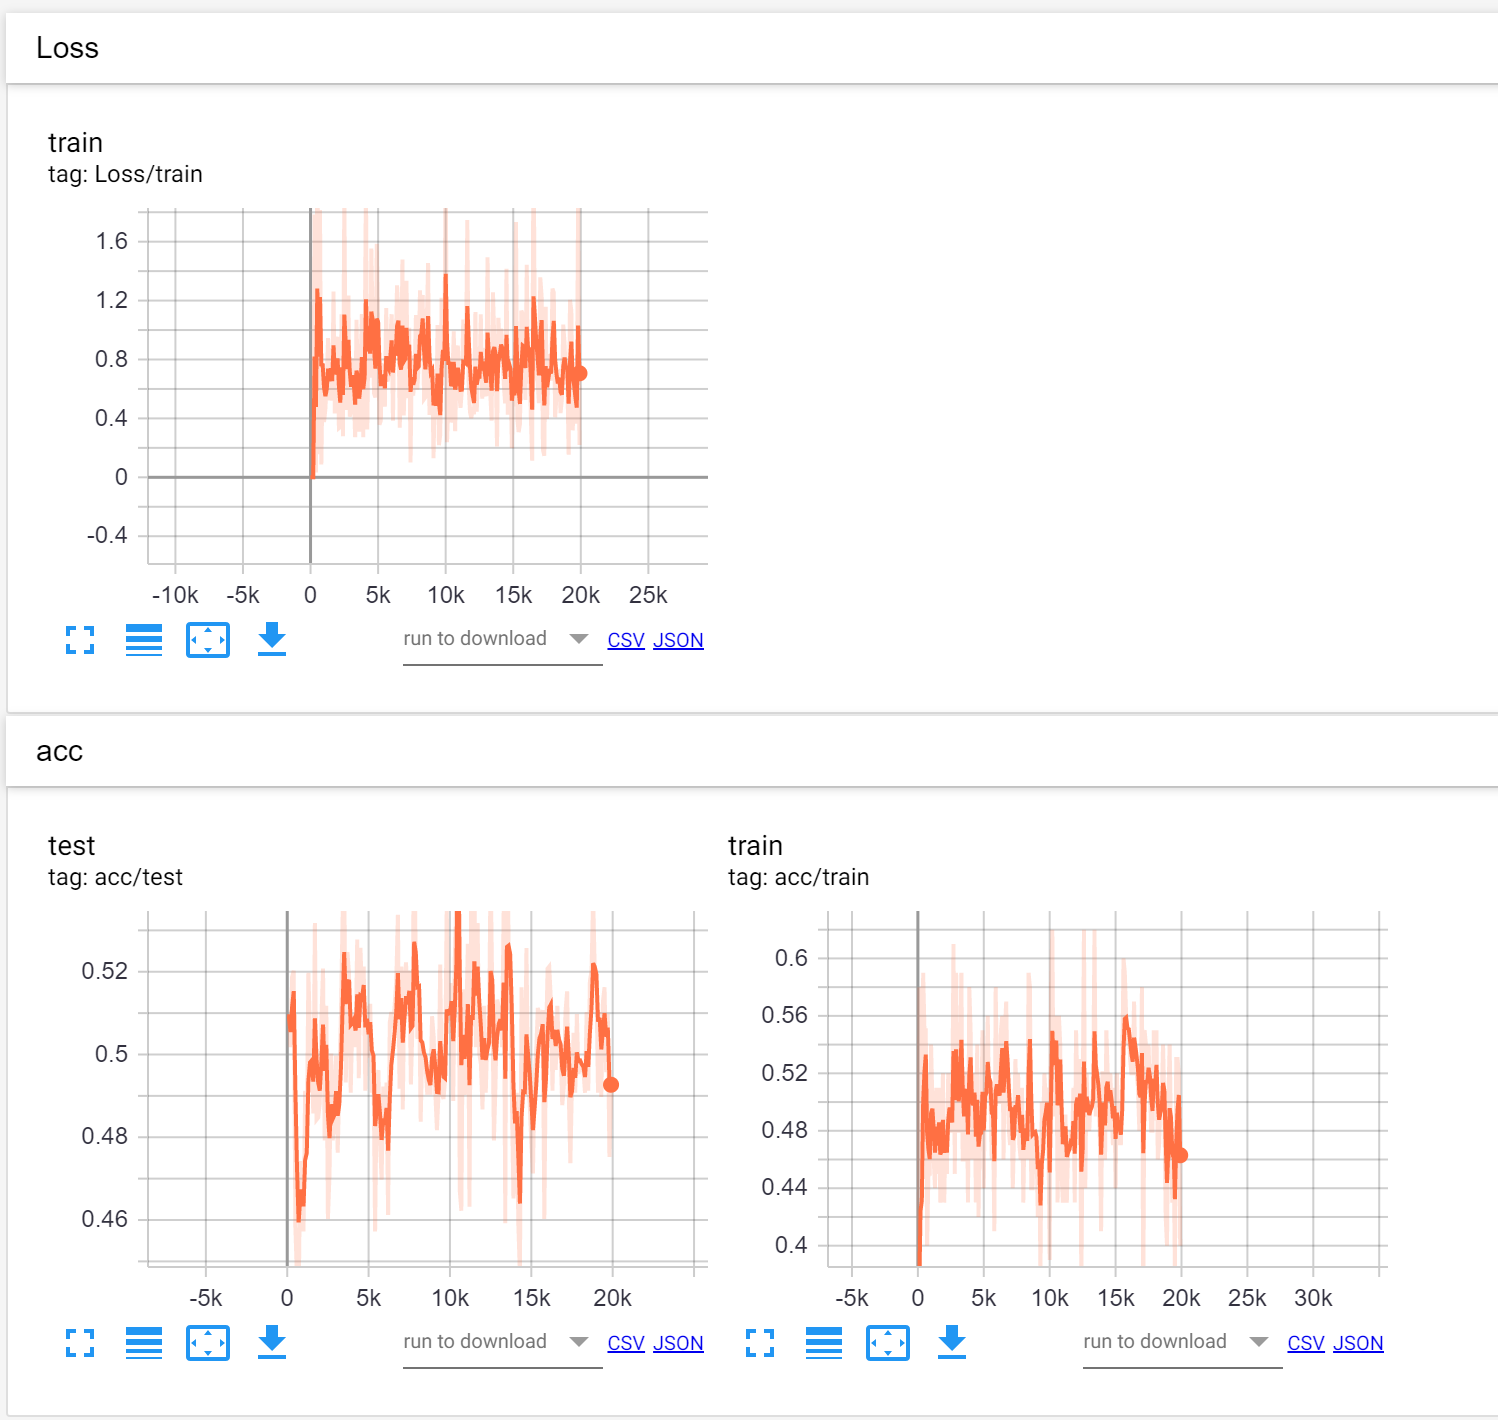 Loss
train
tag: Loss/train
1.6
1.2
0.8
0.4
0
-0.4
-10k -5k 0 5k 10k 15k 20k 25k
run to download CSV JSON
acc
test
tag: acc/test
0.52
0.5
0.48
0.46
-5k 0 5k 10k 15k 20k
run to download CSV JSON
train
tag: acc/train
0.6
0.56
0.52
0.48
0.44
0.4
-5k 0 5k 10k 15k 20k 25k 30k
run to download CSV JSON